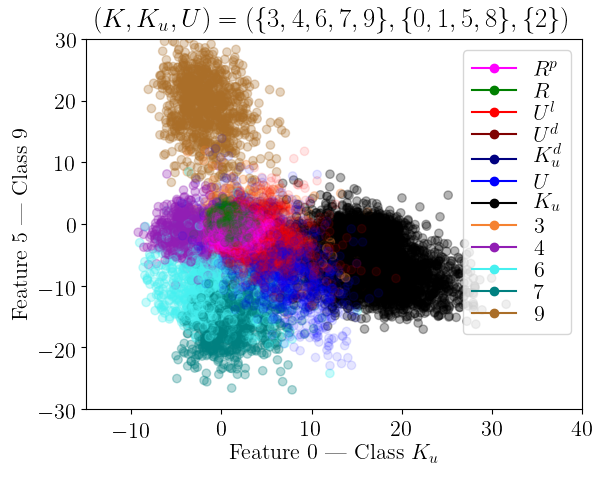 (K, K_u, U) = ({3, 4, 6, 7, 9}, {0, 1, 5, 8}, {2})
30
20
10
0
−10
−20
−30
Feature 5 — Class 9
R^p
R
U^l
U^d
K_u^d
U
K_u
3
4
6
7
9
−10
0
10
20
30
40
Feature 0 — Class K_u